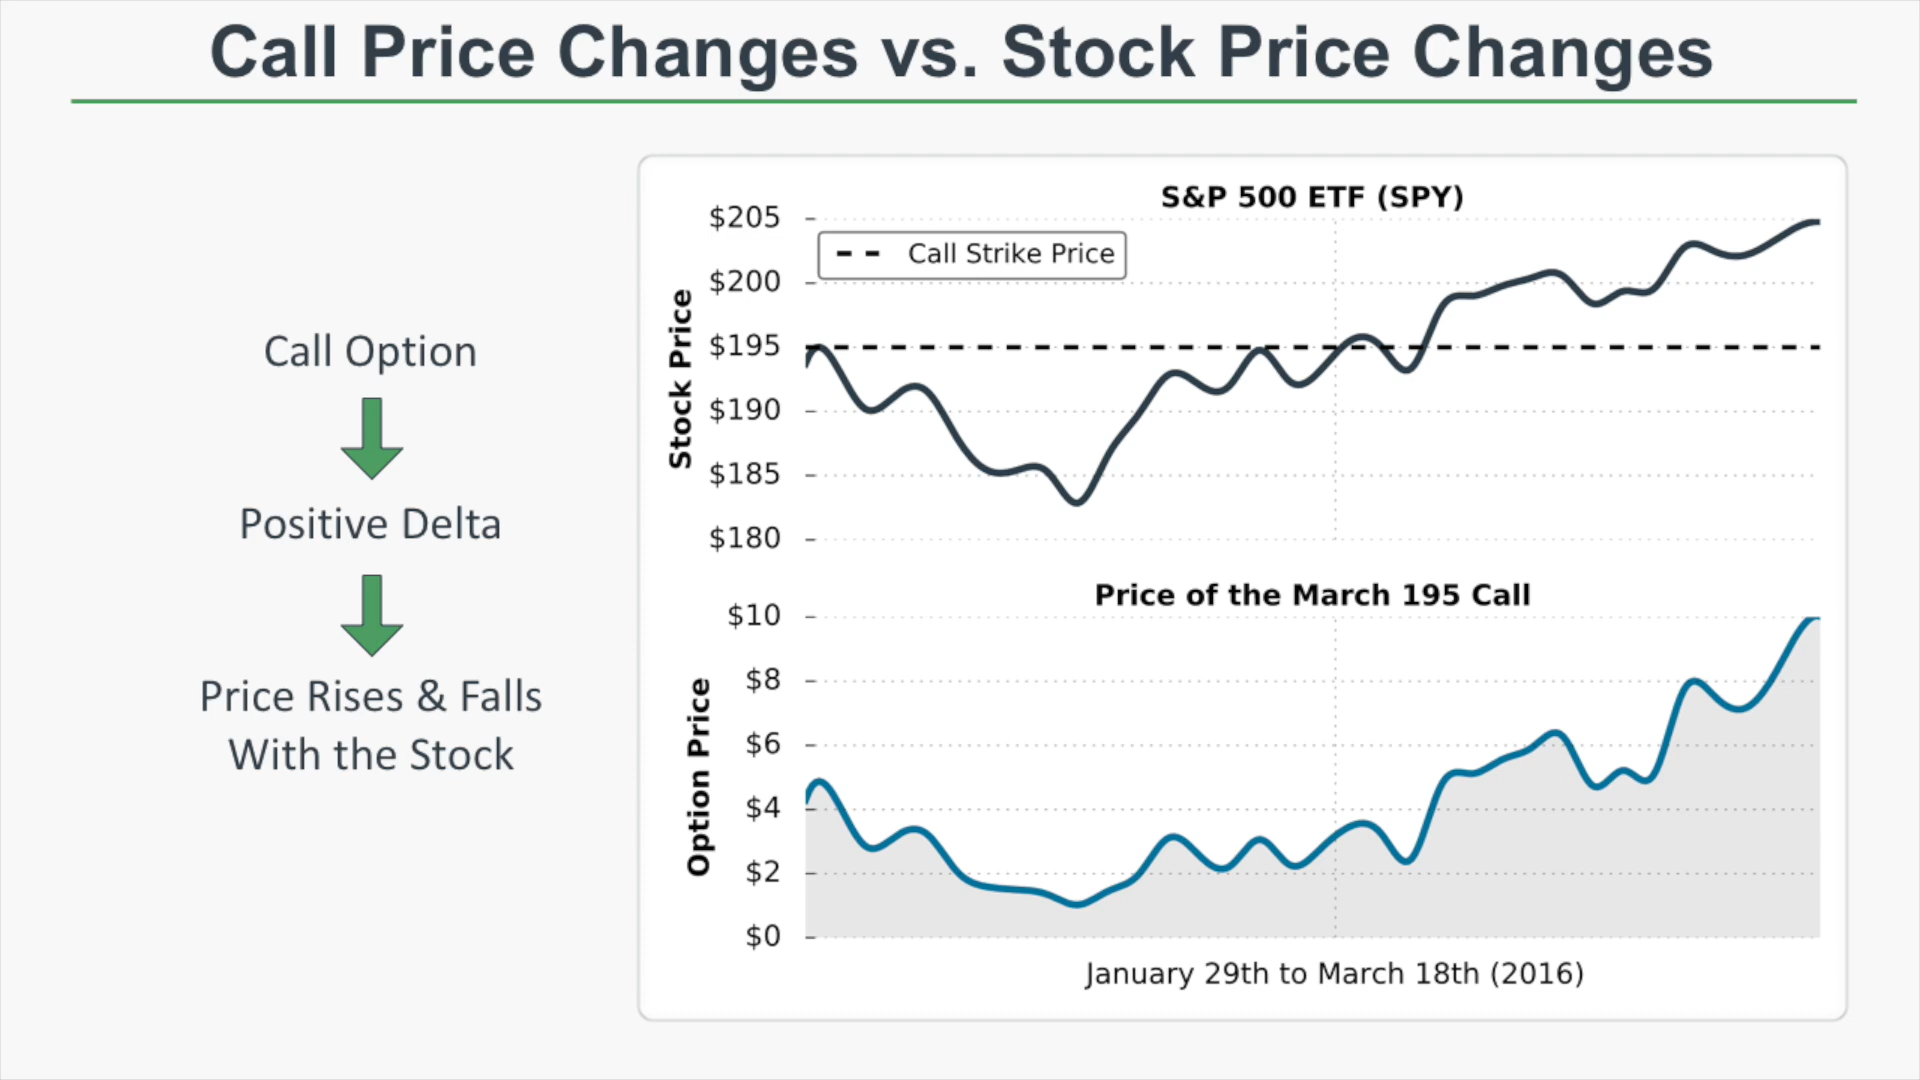 Call Price Changes vs. Stock Price Changes
Call Option
Positive Delta
Price Rises & Falls
With the Stock
S&P 500 ETF (SPY)
Call Strike Price
Stock Price
$205
$200
$195
$190
$185
$180
Price of the March 195 Call
Option Price
$10
$8
$6
$4
$2
$0
January 29th to March 18th (2016)